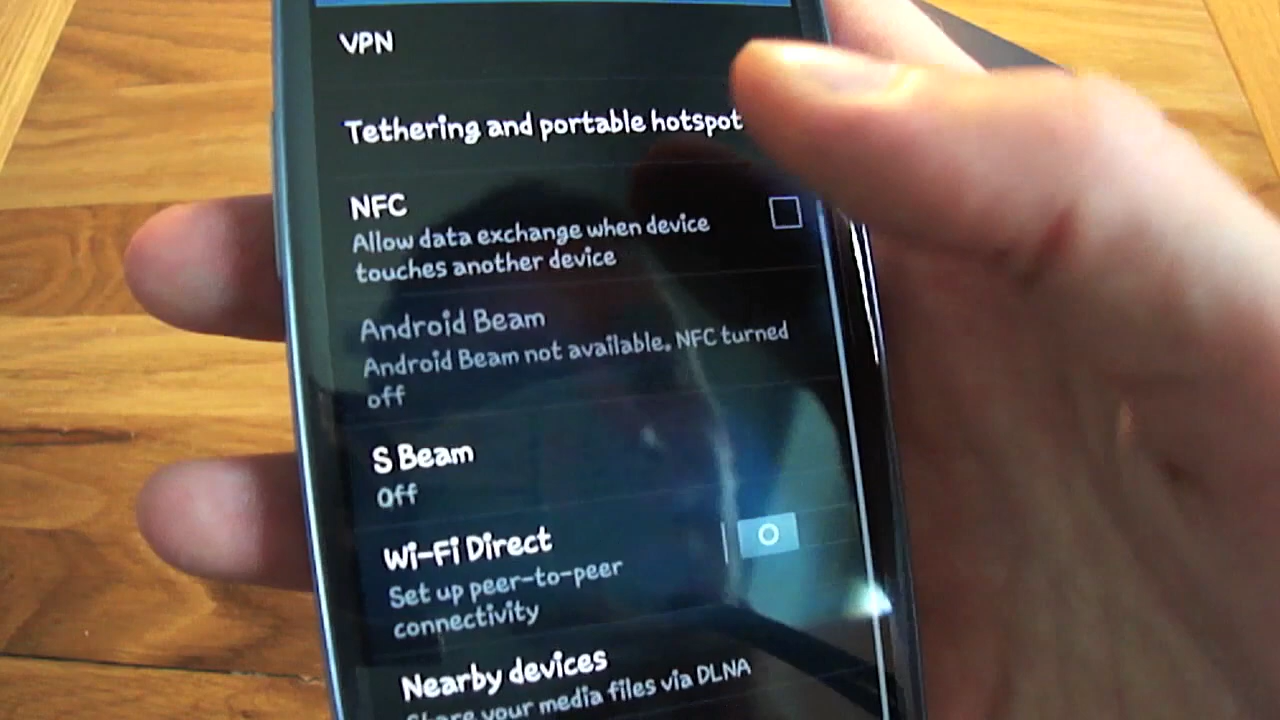 VPN
Tethering and portable hotspot
NFC
Allow data exchange when device
touches another device
Android Beam
Android Beam not available. NFC turned
off
S Beam
Off
Wi-Fi Direct
Set up peer-to-peer
connectivity
Nearby devices
Share your media files via DLNA